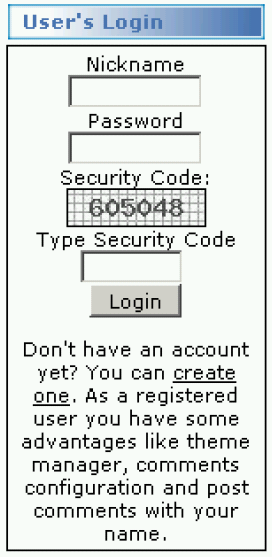 User's Login
Nickname
Password
Security Code:
605048
Type Security Code
Login
Don't have an account
yet? You can create
one. As a registered
user you have some
advantages like theme
manager, comments
configuration and post
comments with your
name.